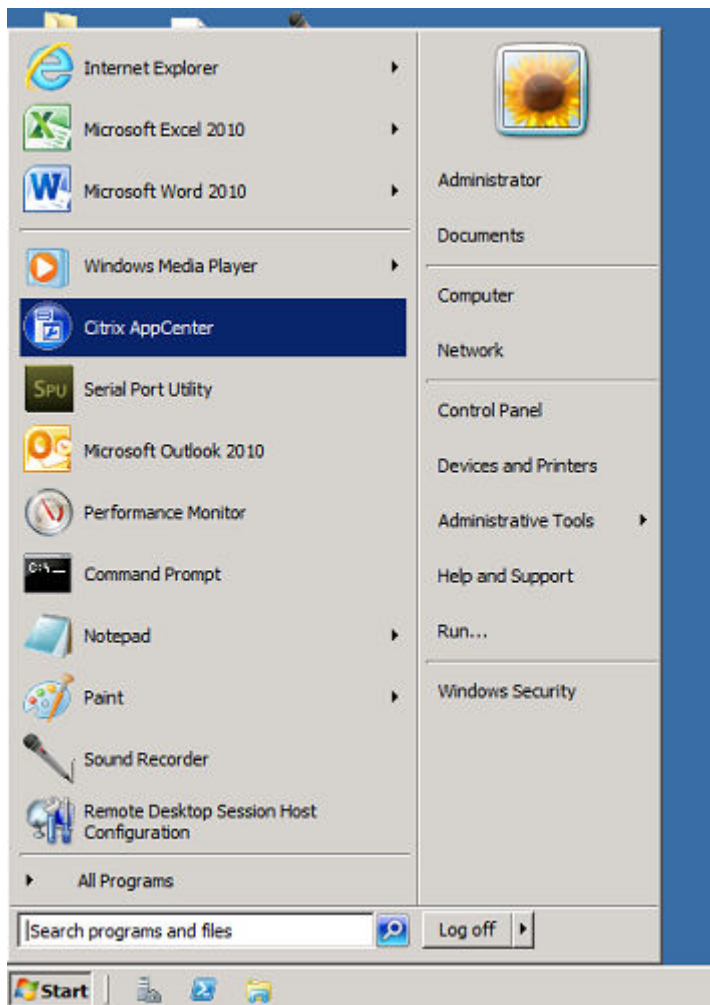 Internet Explorer
Microsoft Excel 2010
Microsoft Word 2010
Windows Media Player
Citrix AppCenter
SPU
Serial Port Utility
Microsoft Outlook 2010
Performance Monitor
C:\
Command Prompt
Notepad
Paint
Sound Recorder
Remote Desktop Session Host
Configuration
All Programs
Search programs and files
Administrator
Documents
Computer
Network
Control Panel
Devices and Printers
Administrative Tools
Help and Support
Run...
Windows Security
Log off
Start